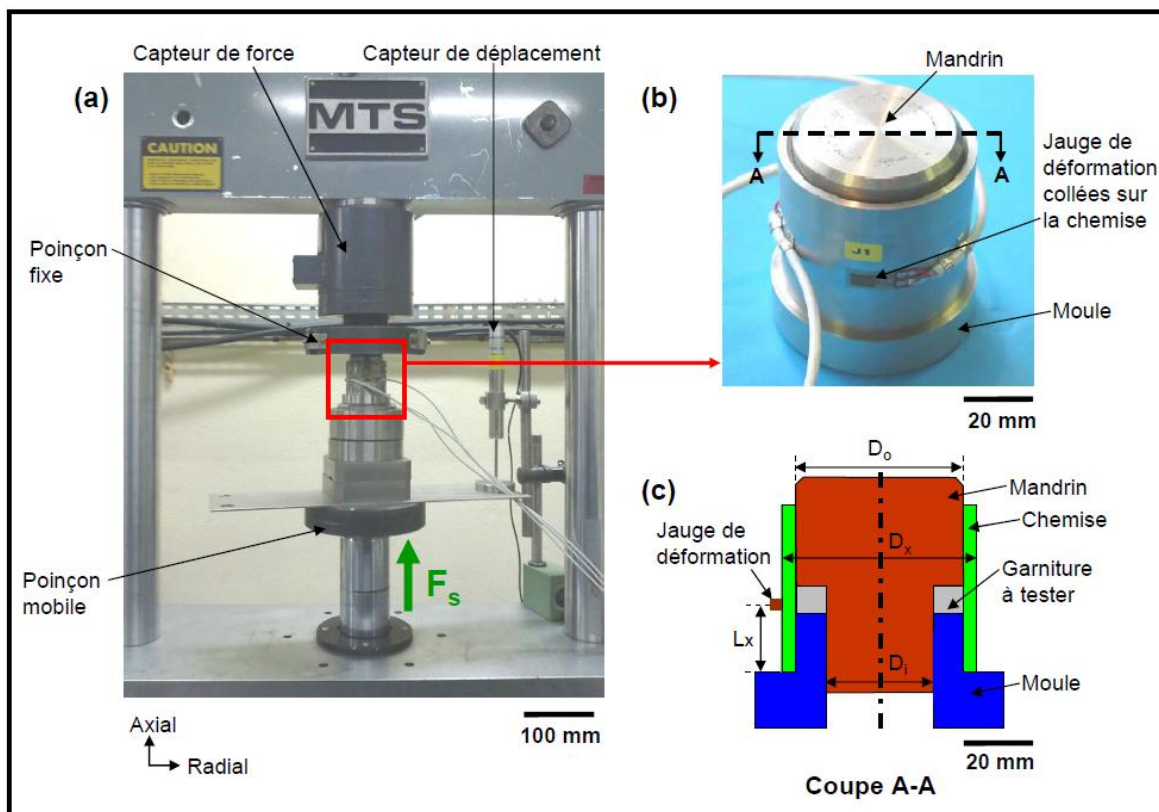 Capteur de force
Capteur de déplacement
(a)
MTS
CAUTION
Poinçon
fixe
Poinçon
mobile
Fs
Axial
Radial
100 mm
(b)
Mandrin
A
A
Jauge de
déformation
collées sur
la chemise
J1
Moule
20 mm
(c)
Do
Mandrin
Chemise
Jauge de
déformation
Dx
Garniture
à tester
Lx
Di
Moule
20 mm
Coupe A-A